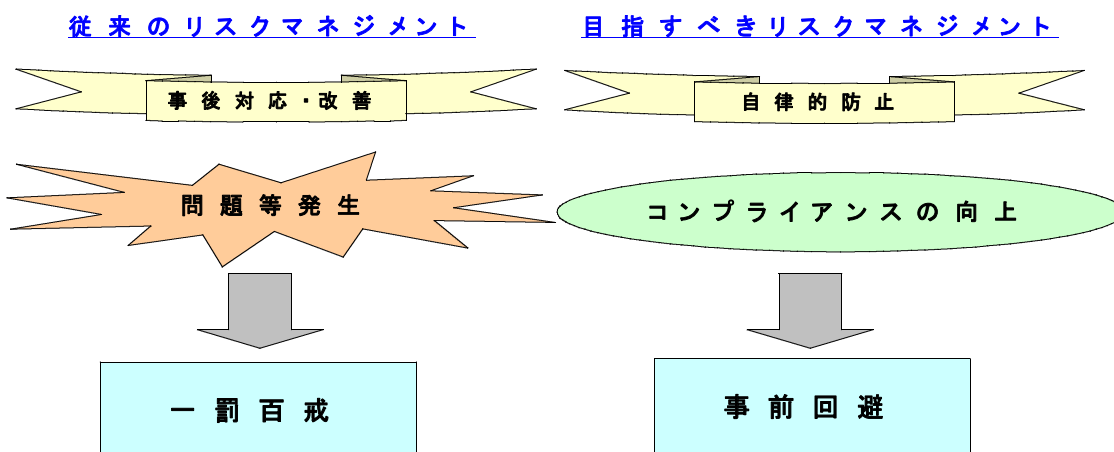 従来のリスクマネジメント
事後対応・改善
問題等発生
一罰百戒
目指すべきリスクマネジメント
自律的防止
コンプライアンスの向上
事前回避